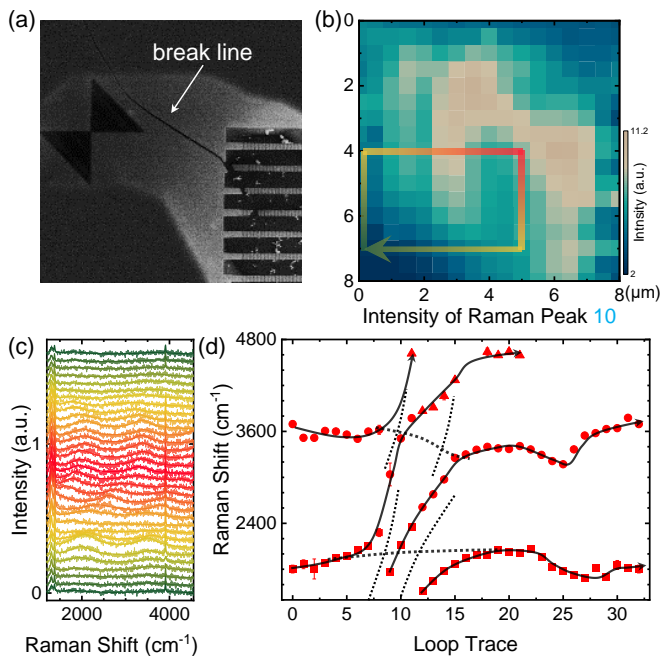 (a)
break line
(b)
0
2
4
6
8
0
2
4
6
8
(μm)
11.2
2
Intnsity (a.u.)
Intensity of Raman Peak 10
(c)
Intensity (a.u.)
1
0
2000
4000
Raman Shift (cm-1)
(d)
Raman Shift (cm-1)
4800
3600
2400
0
5
10
15
20
25
30
Loop Trace